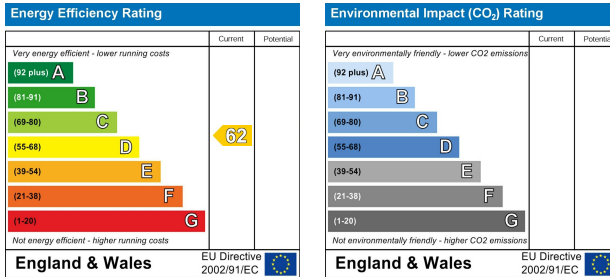 Energy Efficiency Rating
Current Potential
Very energy efficient - lower running costs
(92 plus) A
(81-91) B
(69-80) C
(55-68) D
62
(39-54) E
(21-38) F
(1-20) G
Not energy efficient - higher running costs
England & Wales
EU Directive
2002/91/EC
Environmental Impact (CO₂) Rating
Current Potential
Very environmentally friendly - lower CO2 emissions
(92 plus) A
(81-91) B
(69-80) C
(55-68) D
(39-54) E
(21-38) F
(1-20) G
Not environmentally friendly - higher CO2 emissions
England & Wales
EU Directive
2002/91/EC